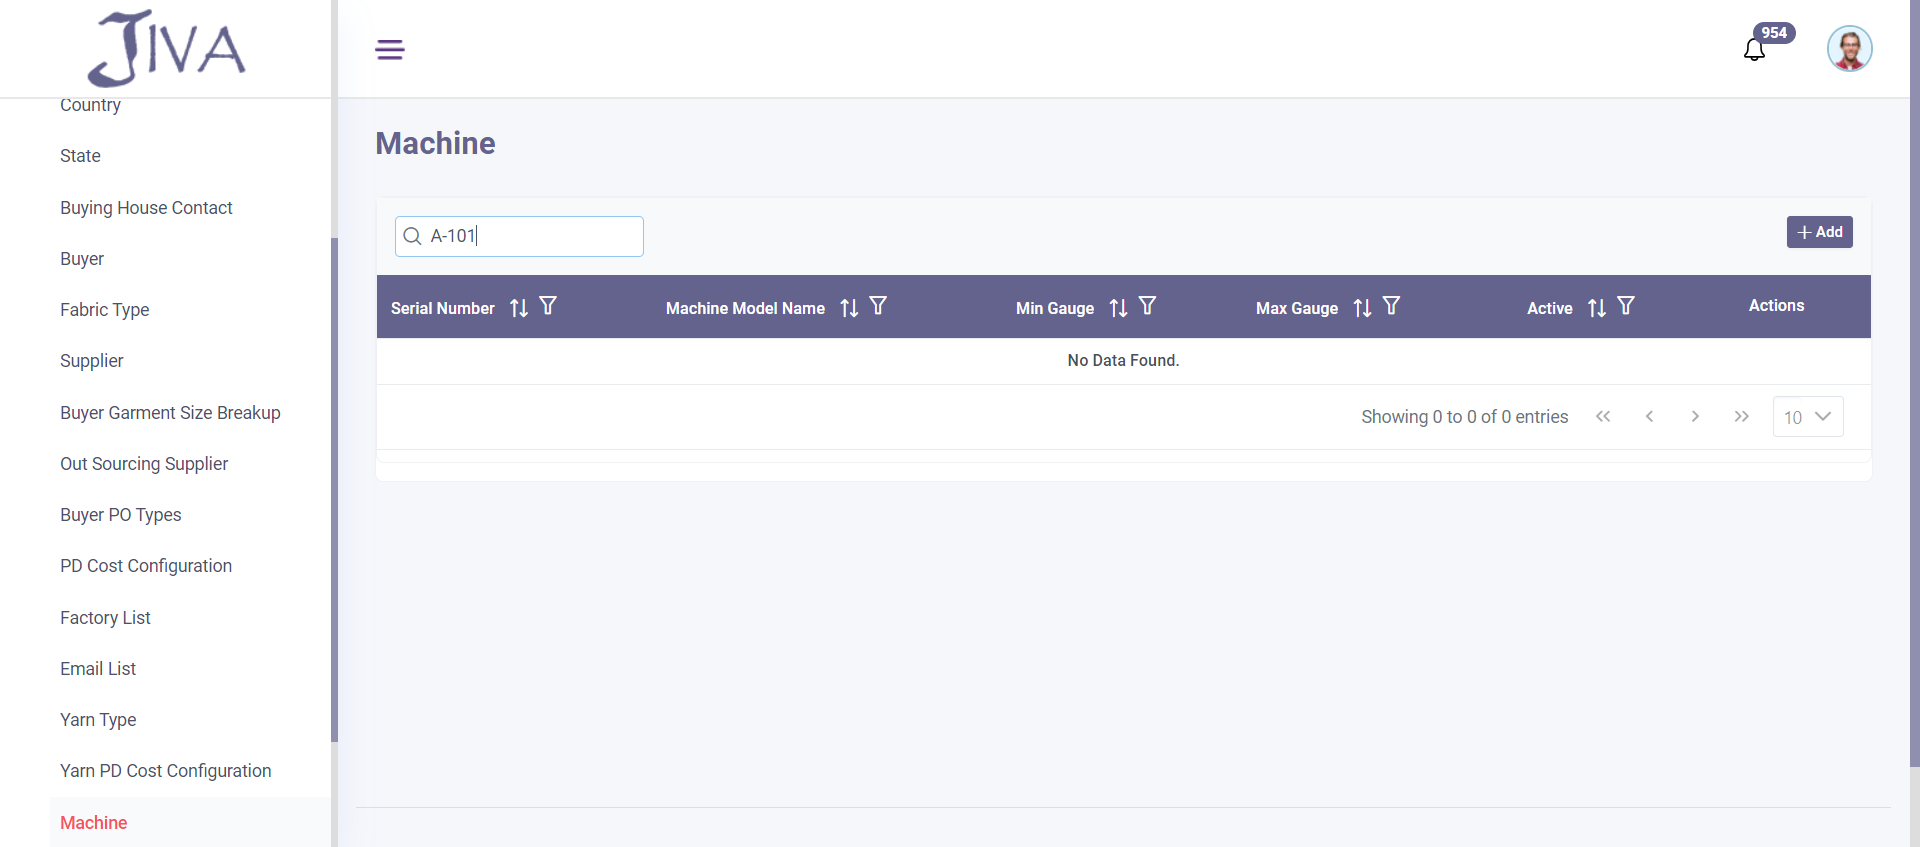 JIVA
954
Country
State
Buying House Contact
Buyer
Fabric Type
Supplier
Buyer Garment Size Breakup
Out Sourcing Supplier
Buyer PO Types
PD Cost Configuration
Factory List
Email List
Yarn Type
Yarn PD Cost Configuration
Machine
Machine
A-101
Add
Serial Number Machine Model Name Min Gauge Max Gauge Active Actions
No Data Found.
Showing 0 to 0 of 0 entries 10